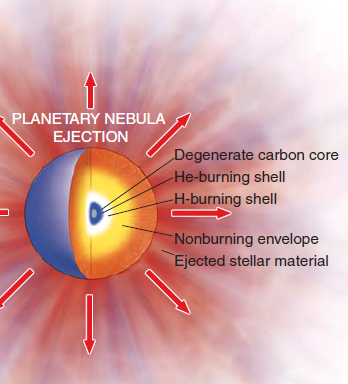 PLANETARY NEBULA
EJECTION
Degenerate carbon core
He-burning shell
H-burning shell
Nonburning envelope
Ejected stellar material